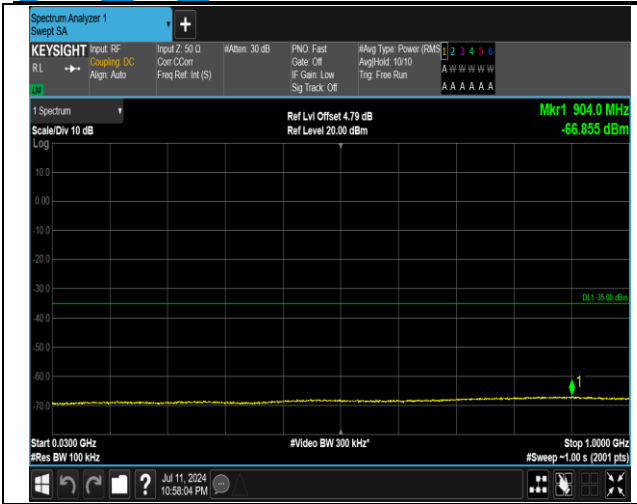 Spectrum Analyzer 1
Swept SA
+
KEYSIGHT Input: RF Input Z: 50 Ω #Atten: 30 dB PNO: Fast #Avg Type: Power (RMS 1 2 3 4 5 6
RL Coupling: DC Corr CCorr Gate: Off Avg|Hold: 10/10 A W W W W W
Align: Auto Freq Ref: Int (S) IF Gain: Low Trig: Free Run
Sig Track: Off A A A A A A
1 Spectrum Ref Lvl Offset 4.79 dB Mkr1 904.0 MHz
Scale/Div 10 dB Ref Level 20.00 dBm -66.855 dBm
Log
10.0
0.00
-10.0
-20.0
-30.0
DL1 -35.00 dBm
-40.0
-50.0
-60.0
1
-70.0
Start 0.0300 GHz #Video BW 300 kHz* Stop 1.0000 GHz
#Res BW 100 kHz #Sweep ~1.00 s (2001 pts)
? Jul 11, 2024
10:58:04 PM